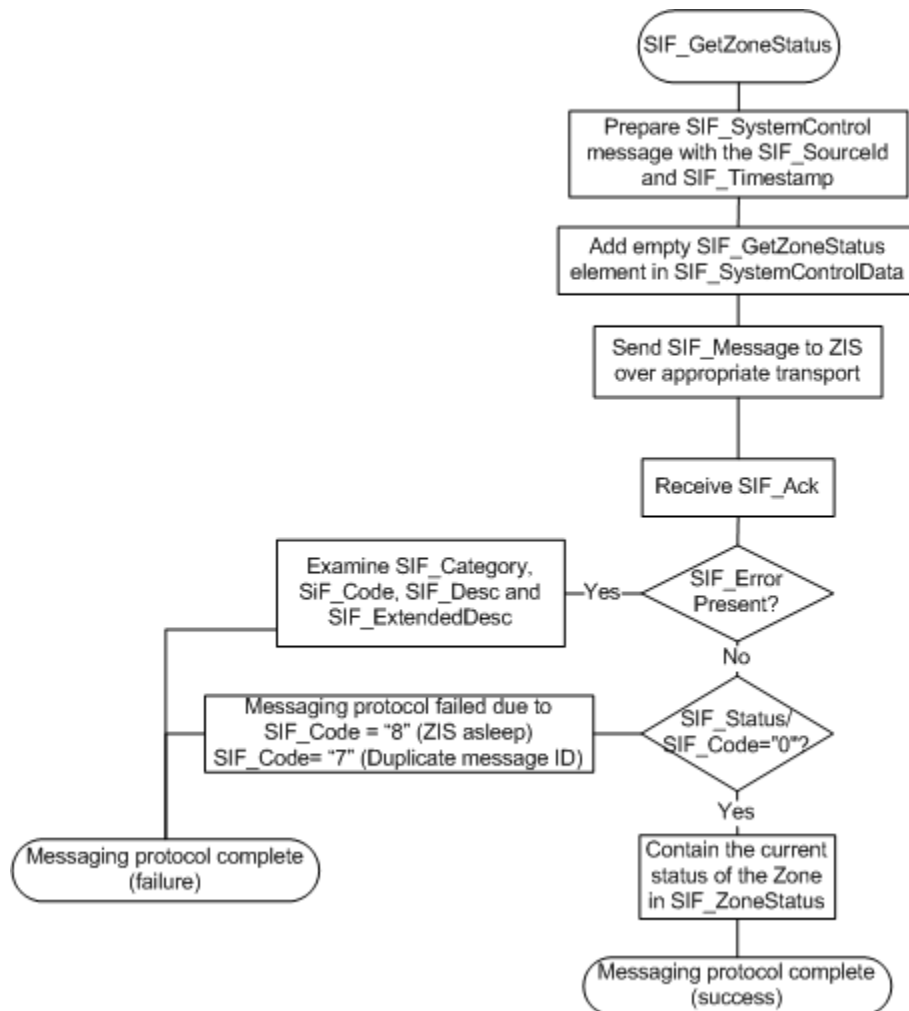 SIF_GetZoneStatus
Prepare SIF_SystemControl
message with the SIF_SourceId
and SIF_Timestamp
Add empty SIF_GetZoneStatus
element in SIF_SystemControlData
Send SIF_Message to ZIS
over appropriate transport
Receive SIF_Ack
SIF_Error
Present?
Yes
Examine SIF_Category,
SiF_Code, SIF_Desc and
SIF_ExtendedDesc
No
SIF_Status/
SIF_Code="0"?
Messaging protocol failed due to
SIF_Code = “8” (ZIS asleep)
SIF_Code= “7” (Duplicate message ID)
Yes
Messaging protocol complete
(failure)
Contain the current
status of the Zone
in SIF_ZoneStatus
Messaging protocol complete
(success)